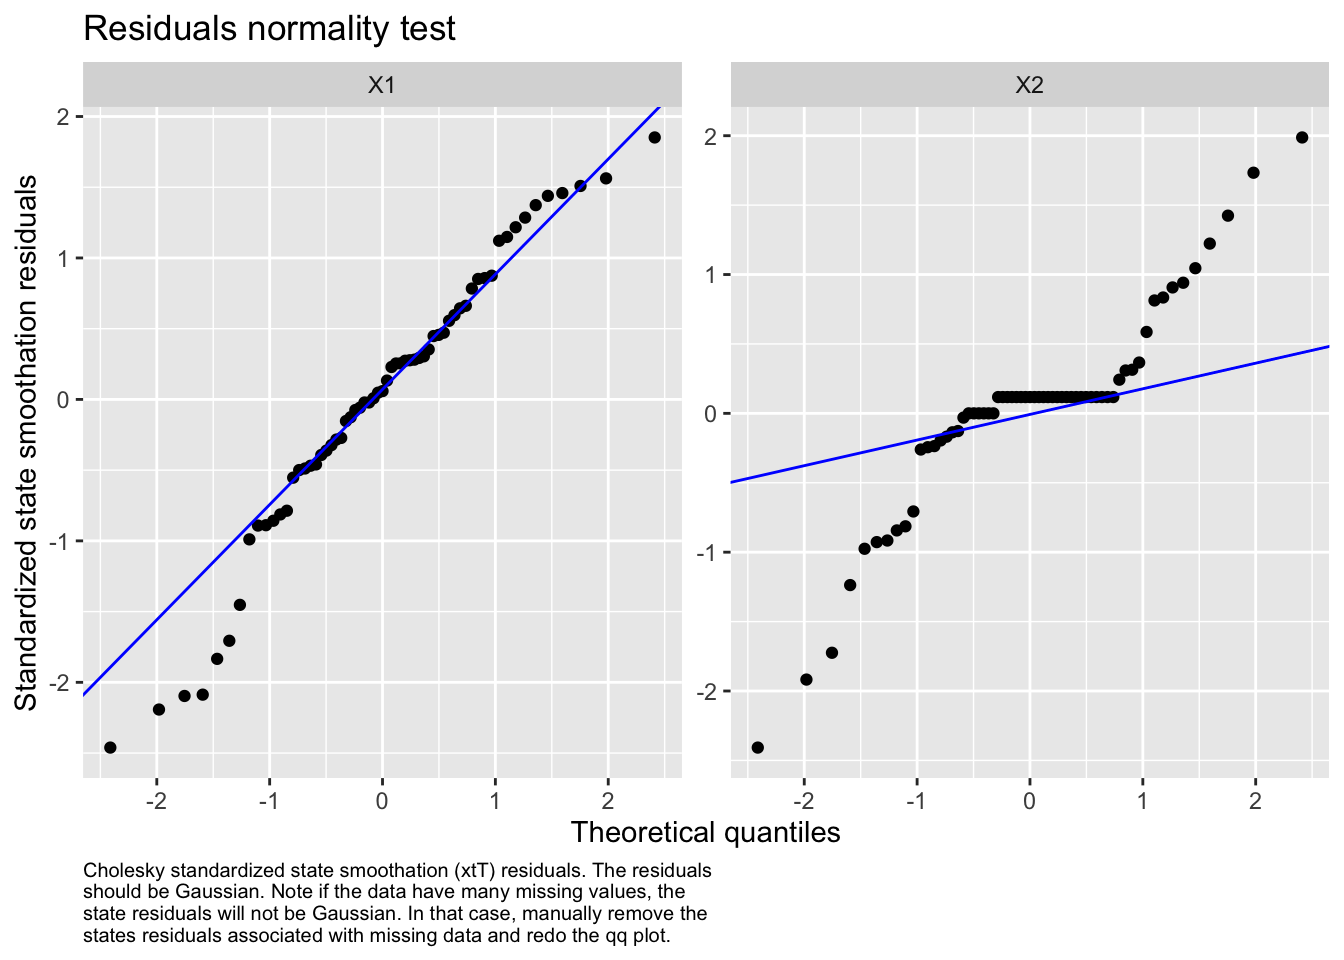 Residuals normality test
X1
X2
Standardized state smoothation residuals
2
1
0
-1
-2
2
1
0
-1
-2
-2 -1 0 1 2
-2 -1 0 1 2
Theoretical quantiles
Cholesky standardized state smoothation (xtT) residuals. The residuals
should be Gaussian. Note if the data have many missing values, the
state residuals will not be Gaussian. In that case, manually remove the
states residuals associated with missing data and redo the qq plot.